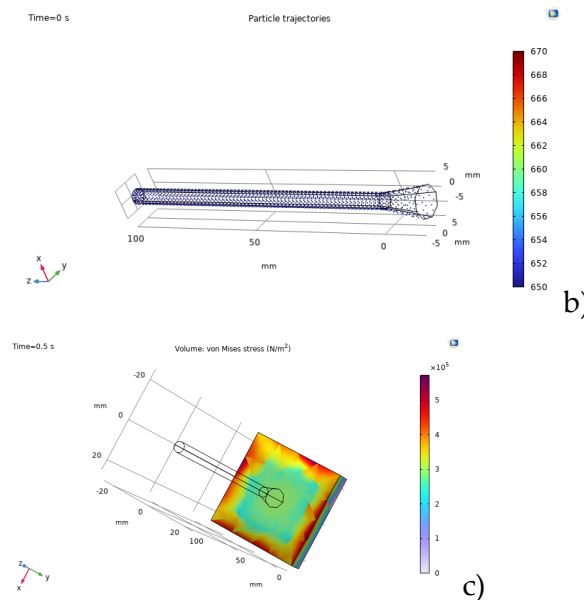 Time=0 s
Particle trajectories
670
668
666
664
662
660
658
656
654
652
650
5
0
mm
-5
5
0
mm
-5
100
50
0
mm
x
y
z
b)
Time=0.5 s
Volume: von Mises stress (N/m²)
×10⁵
5
4
3
2
1
0
-20
mm
0
20
-20
mm
0
20
100
50
mm
0
z
y
x
c)